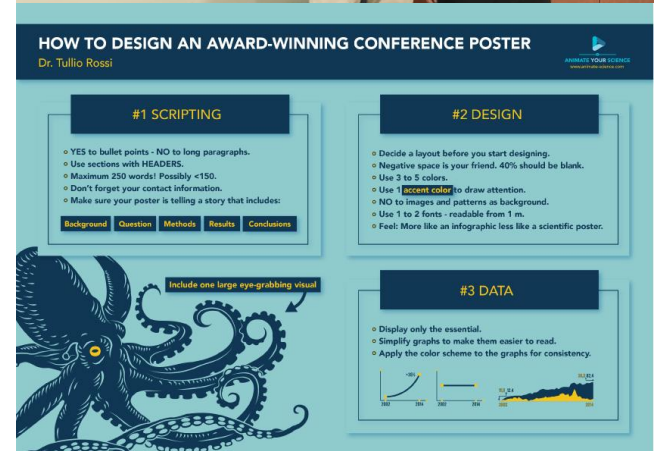 HOW TO DESIGN AN AWARD-WINNING CONFERENCE POSTER
Dr. Tullio Rossi
ANIMATE YOUR SCIENCE
www.animate-science.com
#1 SCRIPTING
YES to bullet points - NO to long paragraphs.
Use sections with HEADERS.
Maximum 250 words! Possibly <150.
Don't forget your contact information.
Make sure your poster is telling a story that includes:
Background Question Methods Results Conclusions
Include one large eye-grabbing visual
#2 DESIGN
Decide a layout before you start designing.
Negative space is your friend. 40% should be blank.
Use 3 to 5 colors.
Use 1 accent color to draw attention.
NO to images and patterns as background.
Use 1 to 2 fonts - readable from 1 m.
Feel: More like an infographic less like a scientific poster.
#3 DATA
Display only the essential.
Simplify graphs to make them easier to read.
Apply the color scheme to the graphs for consistency.
2002 2014 2002